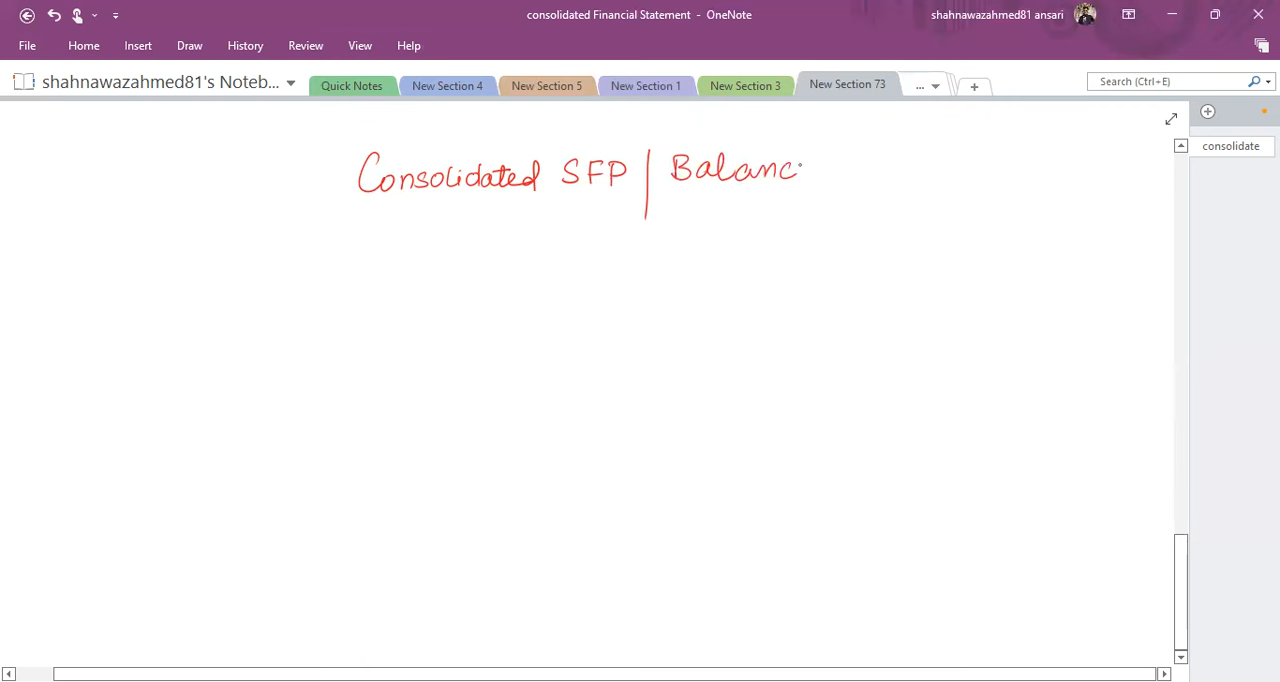 consolidated Financial Statement - OneNote
shahnawazahmed81 ansari
File Home Insert Draw History Review View Help
shahnawazahmed81's Noteb... Quick Notes New Section 4 New Section 5 New Section 1 New Section 3 New Section 73 ... + Search (Ctrl+E)
consolidate
Consolidated SFP | Balanc